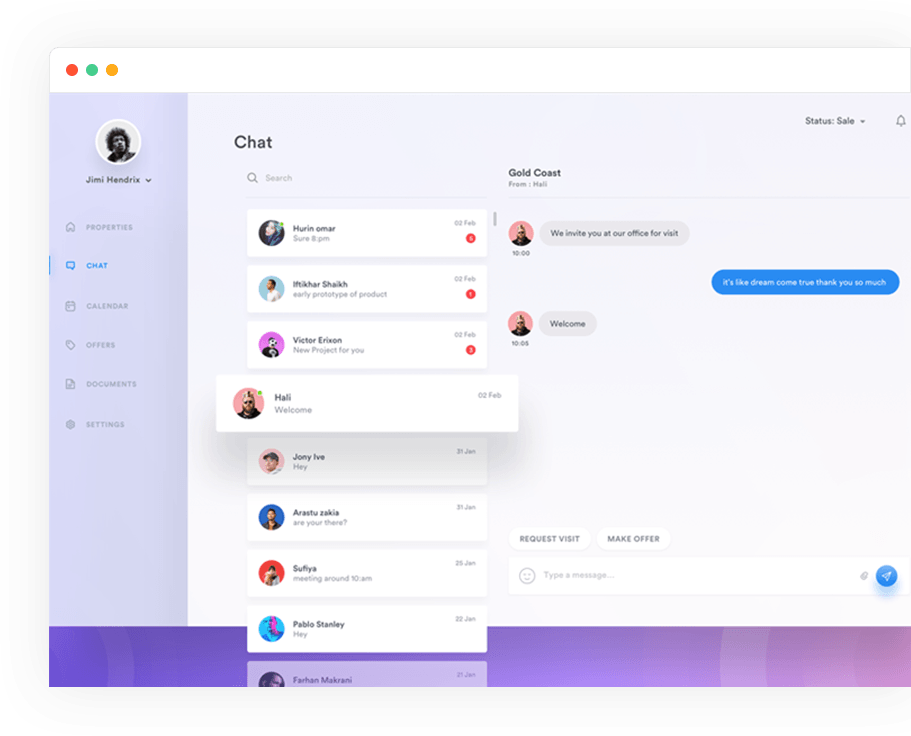 Status: Sale
Jimi Hendrix
PROPERTIES
CHAT
CALENDAR
OFFERS
DOCUMENTS
SETTINGS
Chat
Search
Hurin omar
02 Feb
Sure 8:pm
6
Iftikhar Shaikh
02 Feb
early prototype of product
1
Victor Erixon
02 Feb
New Project for you
3
Hali
02 Feb
Welcome
Jony Ive
31 Jan
Hey
Arastu zakia
31 Jan
are your there?
Sufiya
25 Jan
meeting around 10:am
Pablo Stanley
22 Jan
Hey
Farhan Makrani
21 Jan
Gold Coast
From : Hali
We invite you at our office for visit
10:00
it's like dream come true thank you so much
Welcome
10:05
REQUEST VISIT
MAKE OFFER
Type a message...